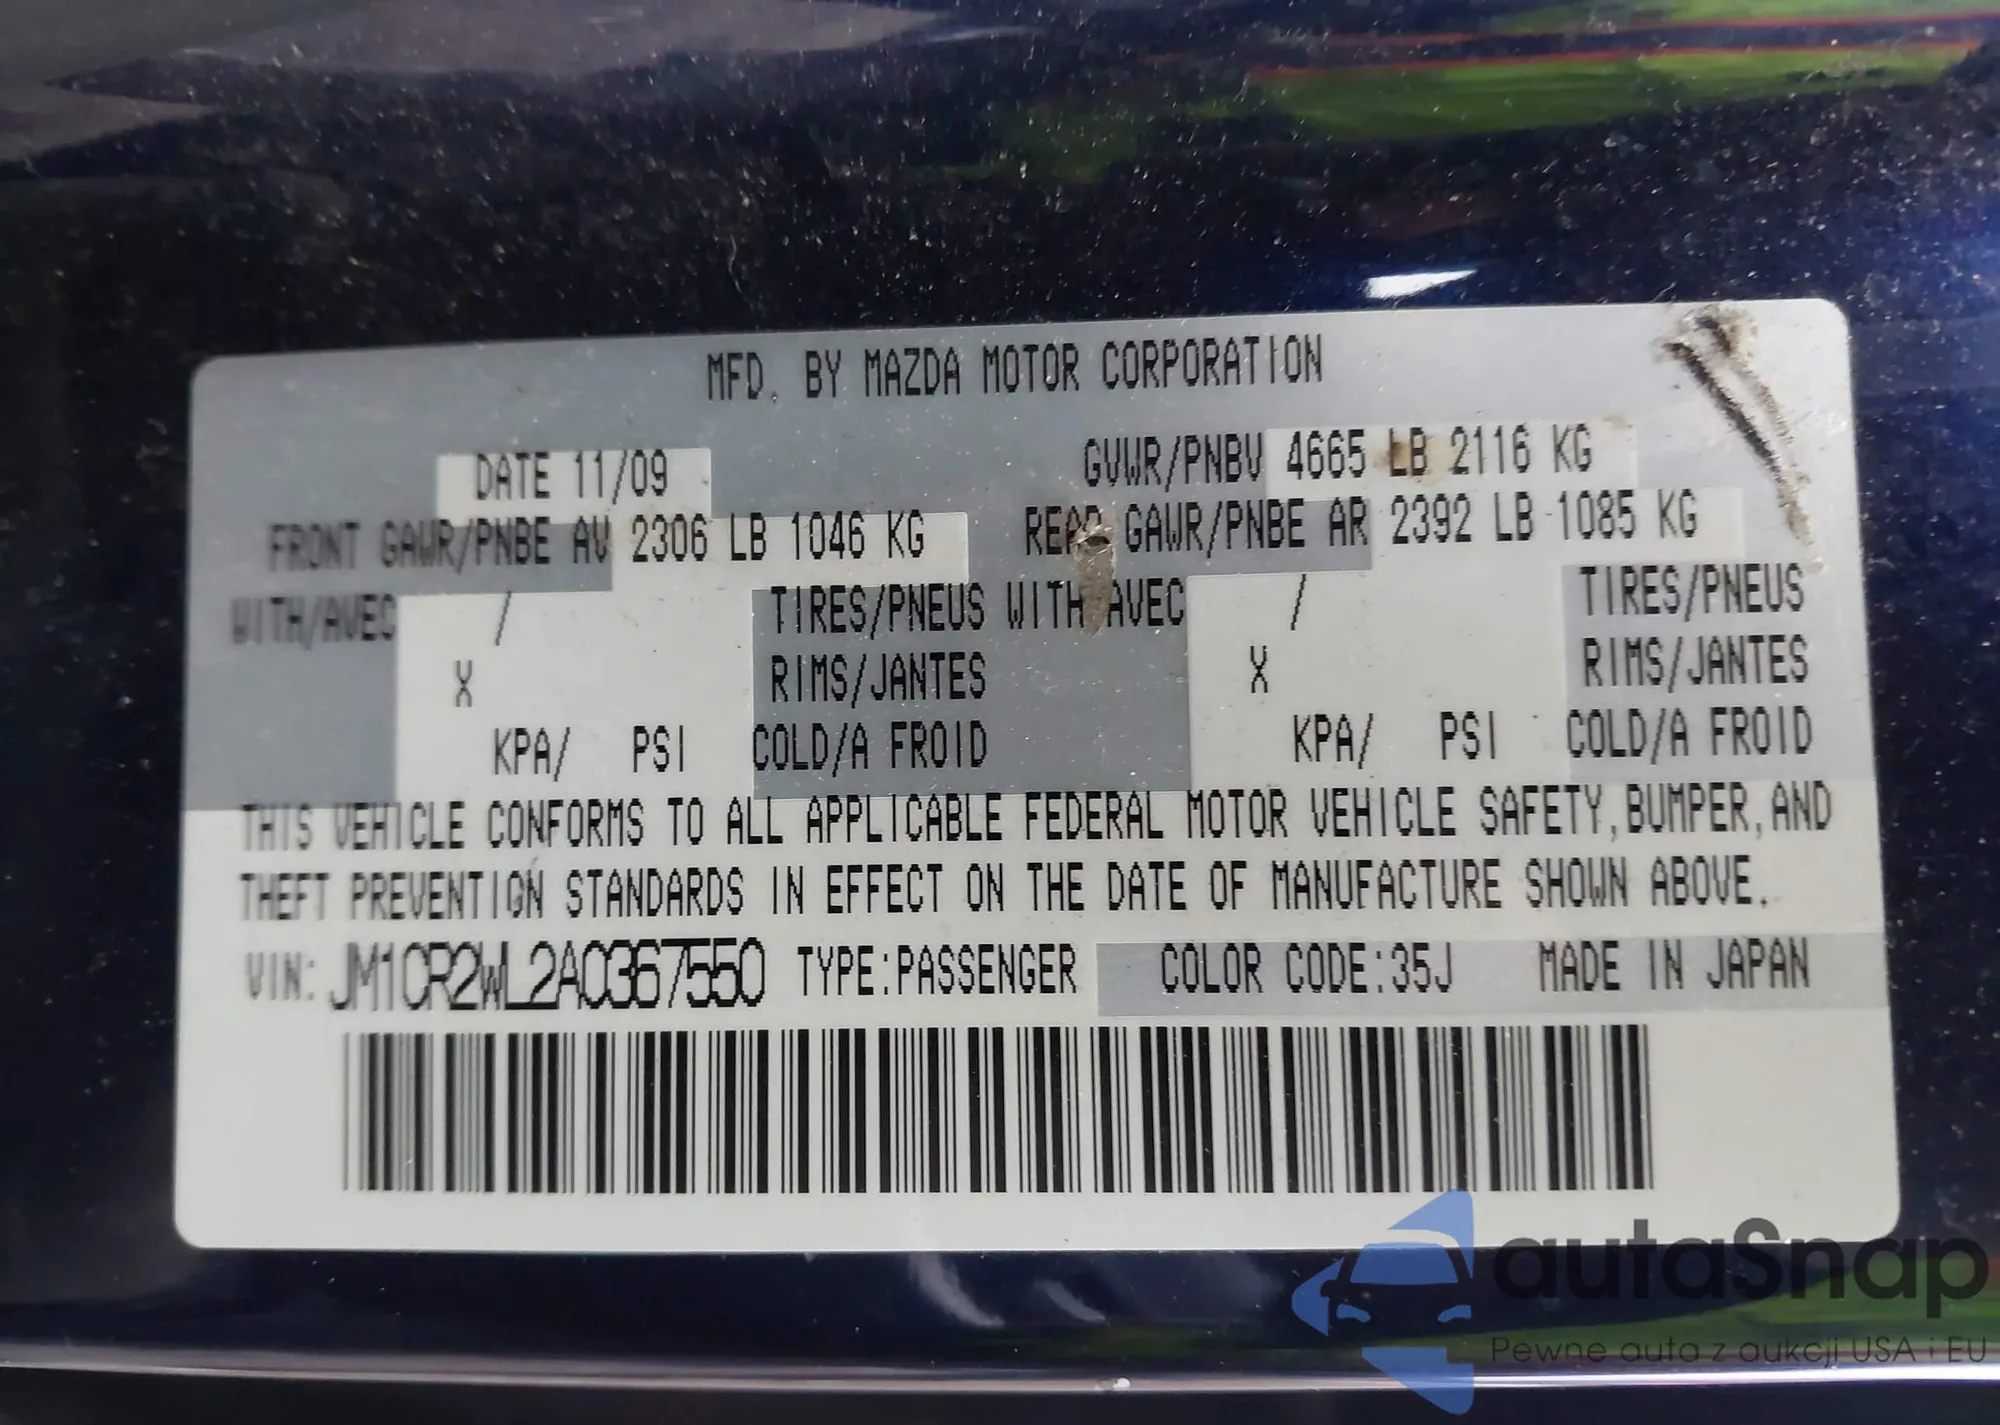 MFD. BY MAZDA MOTOR CORPORATION
DATE 11/09 GVWR/PNBV 4665 LB 2116 KG
FRONT GAWR/PNBE AV 2306 LB 1046 KG REAR GAWR/PNBE AR 2392 LB 1085 KG
WITH/AVEC / TIRES/PNEUS WITH/AVEC / TIRES/PNEUS
X RIMS/JANTES X RIMS/JANTES
KPA/ PSI COLD/A FROID KPA/ PSI COLD/A FROID
THIS VEHICLE CONFORMS TO ALL APPLICABLE FEDERAL MOTOR VEHICLE SAFETY, BUMPER, AND
THEFT PREVENTION STANDARDS IN EFFECT ON THE DATE OF MANUFACTURE SHOWN ABOVE.
VIN: JM1CR2WL2A0367550 TYPE:PASSENGER COLOR CODE:35J MADE IN JAPAN
autaSnap
Pewne auta z aukcji USA i EU